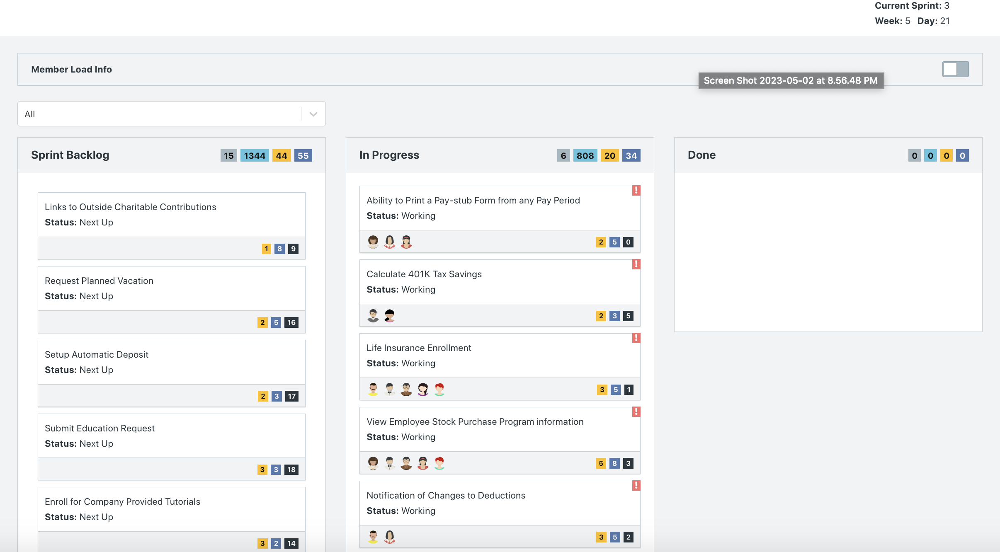 Current Sprint: 3
Week: 5 Day: 21
Member Load Info
Screen Shot 2023-05-02 at 8.56.48 PM
All
Sprint Backlog 15 1344 44 55
Links to Outside Charitable Contributions
Status: Next Up
1 8 9
Request Planned Vacation
Status: Next Up
2 5 16
Setup Automatic Deposit
Status: Next Up
2 3 17
Submit Education Request
Status: Next Up
3 3 18
Enroll for Company Provided Tutorials
Status: Next Up
3 2 14
In Progress 6 808 20 34
!
Ability to Print a Pay-stub Form from any Pay Period
Status: Working
2 5 0
!
Calculate 401K Tax Savings
Status: Working
2 3 5
!
Life Insurance Enrollment
Status: Working
3 5 1
!
View Employee Stock Purchase Program information
Status: Working
5 8 3
!
Notification of Changes to Deductions
Status: Working
3 5 2
Done 0 0 0 0